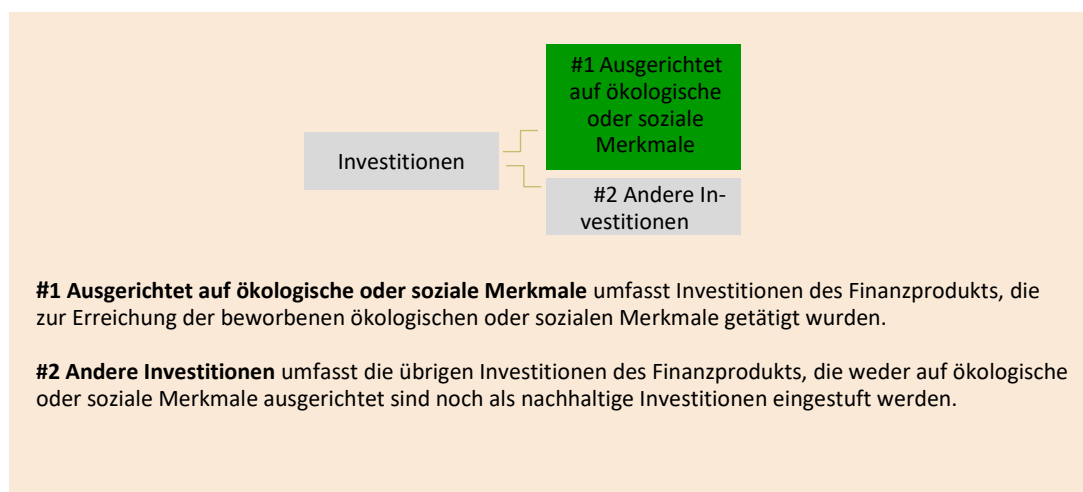 #1 Ausgerichtet
auf ökologische
oder soziale
Merkmale
Investitionen
#2 Andere In-
vestitionen
#1 Ausgerichtet auf ökologische oder soziale Merkmale umfasst Investitionen des Finanzprodukts, die
zur Erreichung der beworbenen ökologischen oder sozialen Merkmale getätigt wurden.
#2 Andere Investitionen umfasst die übrigen Investitionen des Finanzprodukts, die weder auf ökologische
oder soziale Merkmale ausgerichtet sind noch als nachhaltige Investitionen eingestuft werden.